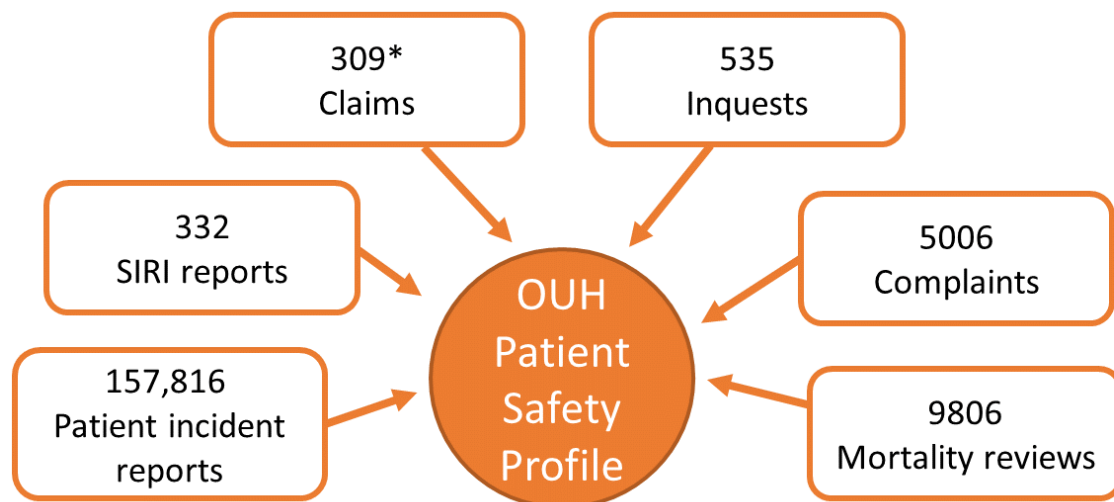 309*
Claims
535
Inquests
332
SIRI reports
5006
Complaints
157,816
Patient incident
reports
9806
Mortality reviews
OUH
Patient
Safety
Profile